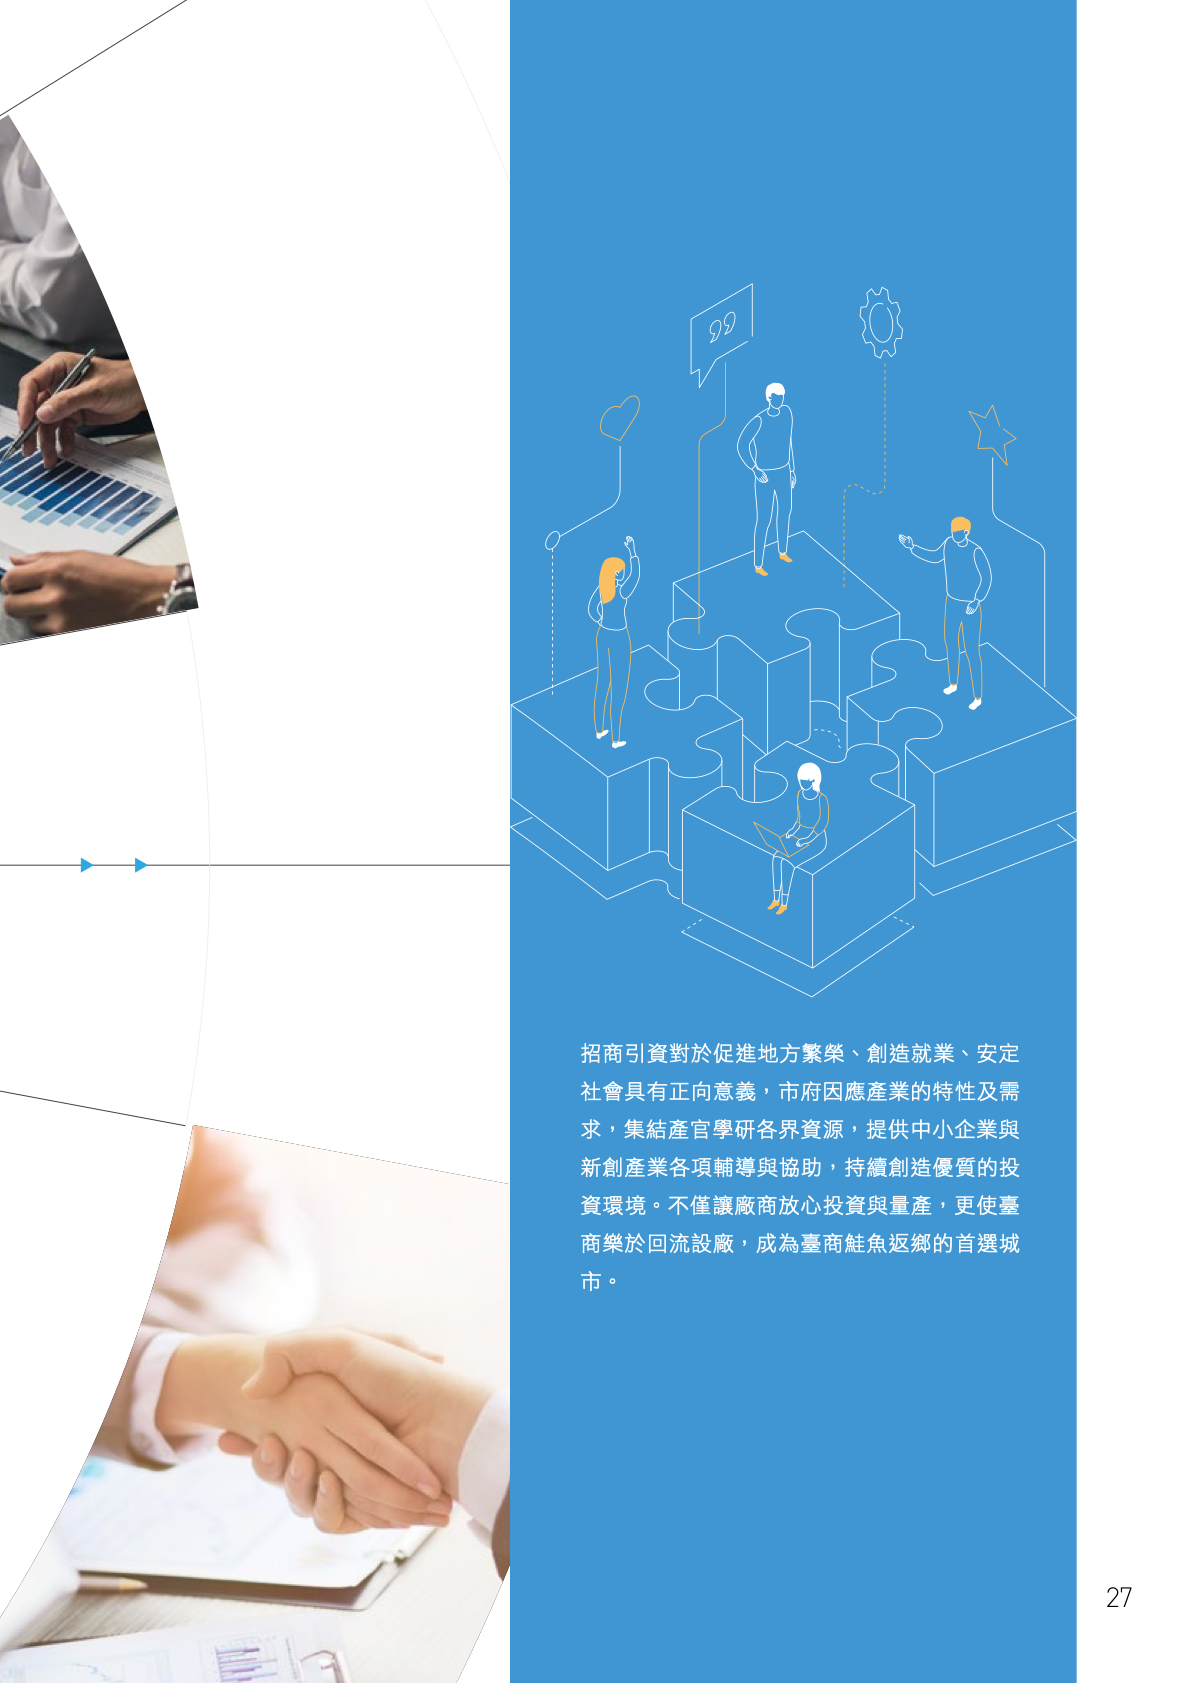 招商引資對於促進地方繁榮、創造就業、安定
社會具有正向意義，市府因應產業的特性及需
求，集結產官學研各界資源，提供中小企業與
新創產業各項輔導與協助，持續創造優質的投
資環境。不僅讓廠商放心投資與量產，更使臺
商樂於回流設廠，成為臺商鮭魚返鄉的首選城
市。
27